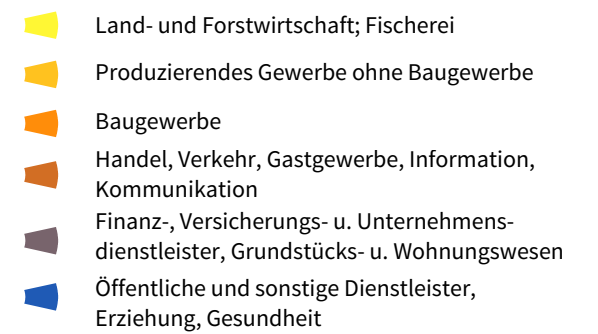 Land- und Forstwirtschaft; Fischerei
Produzierendes Gewerbe ohne Baugewerbe
Baugewerbe
Handel, Verkehr, Gastgewerbe, Information,
Kommunikation
Finanz-, Versicherungs- u. Unternehmens-
dienstleister, Grundstücks- u. Wohnungswesen
Öffentliche und sonstige Dienstleister,
Erziehung, Gesundheit